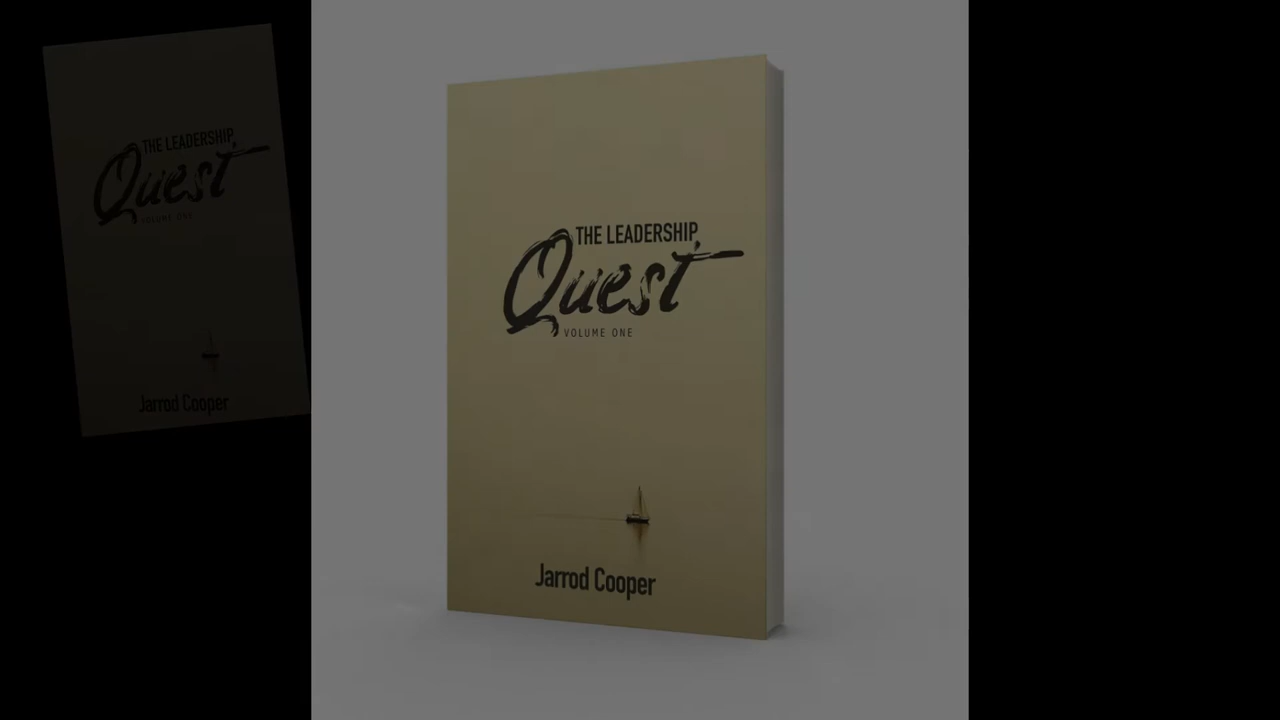 THE LEADERSHIP
Quest
VOLUME ONE
Jarrod Cooper
THE LEADERSHIP
Quest
VOLUME ONE
Jarrod Cooper